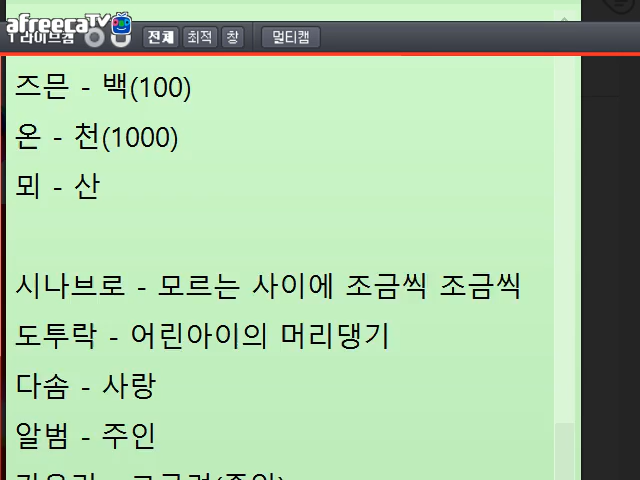 afreecaTV
1 라이브캠 전체 최적 창 멀티캠
즈믄 - 백(100)
온 - 천(1000)
뫼 - 산
시나브로 - 모르는 사이에 조금씩 조금씩
도투락 - 어린아이의 머리댕기
다솜 - 사랑
알범 - 주인